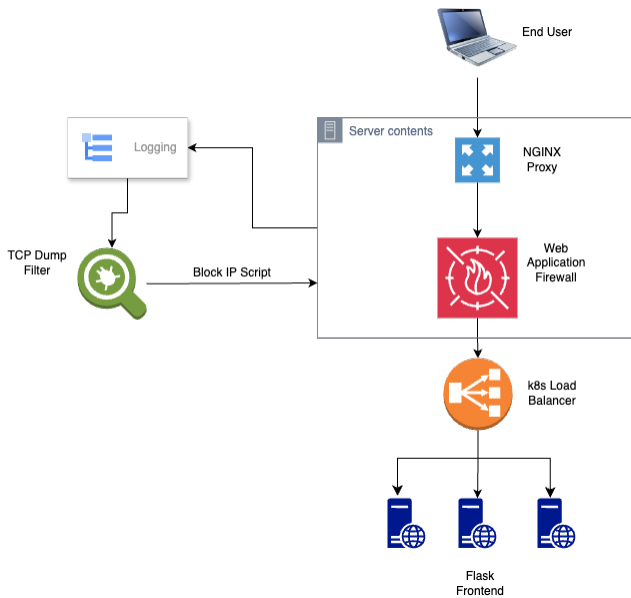 End User
Server contents
NGINX
Proxy
Logging
TCP Dump
Filter
Block IP Script
Web
Application
Firewall
k8s Load
Balancer
Flask
Frontend